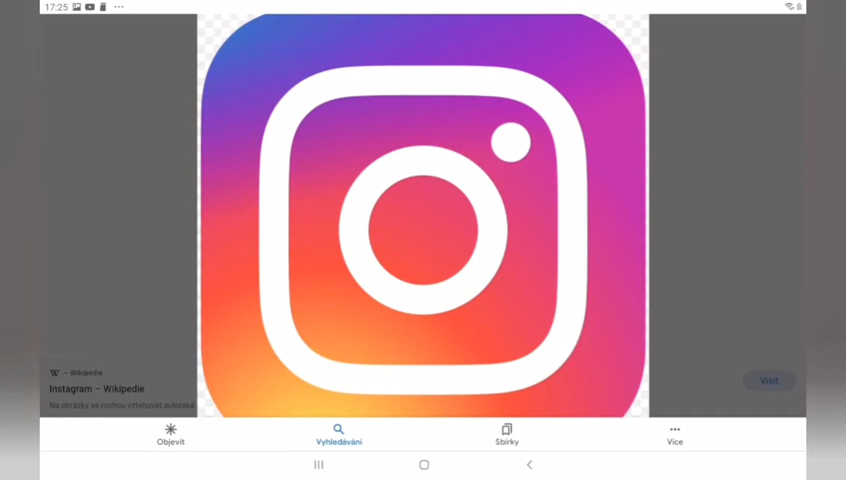 17:25
– Wikipedie
Instagram – Wikipedie
Visit
Na obrázky se mohou vztahovat autorská
Objevit
Vyhledávání
Sbírky
Více